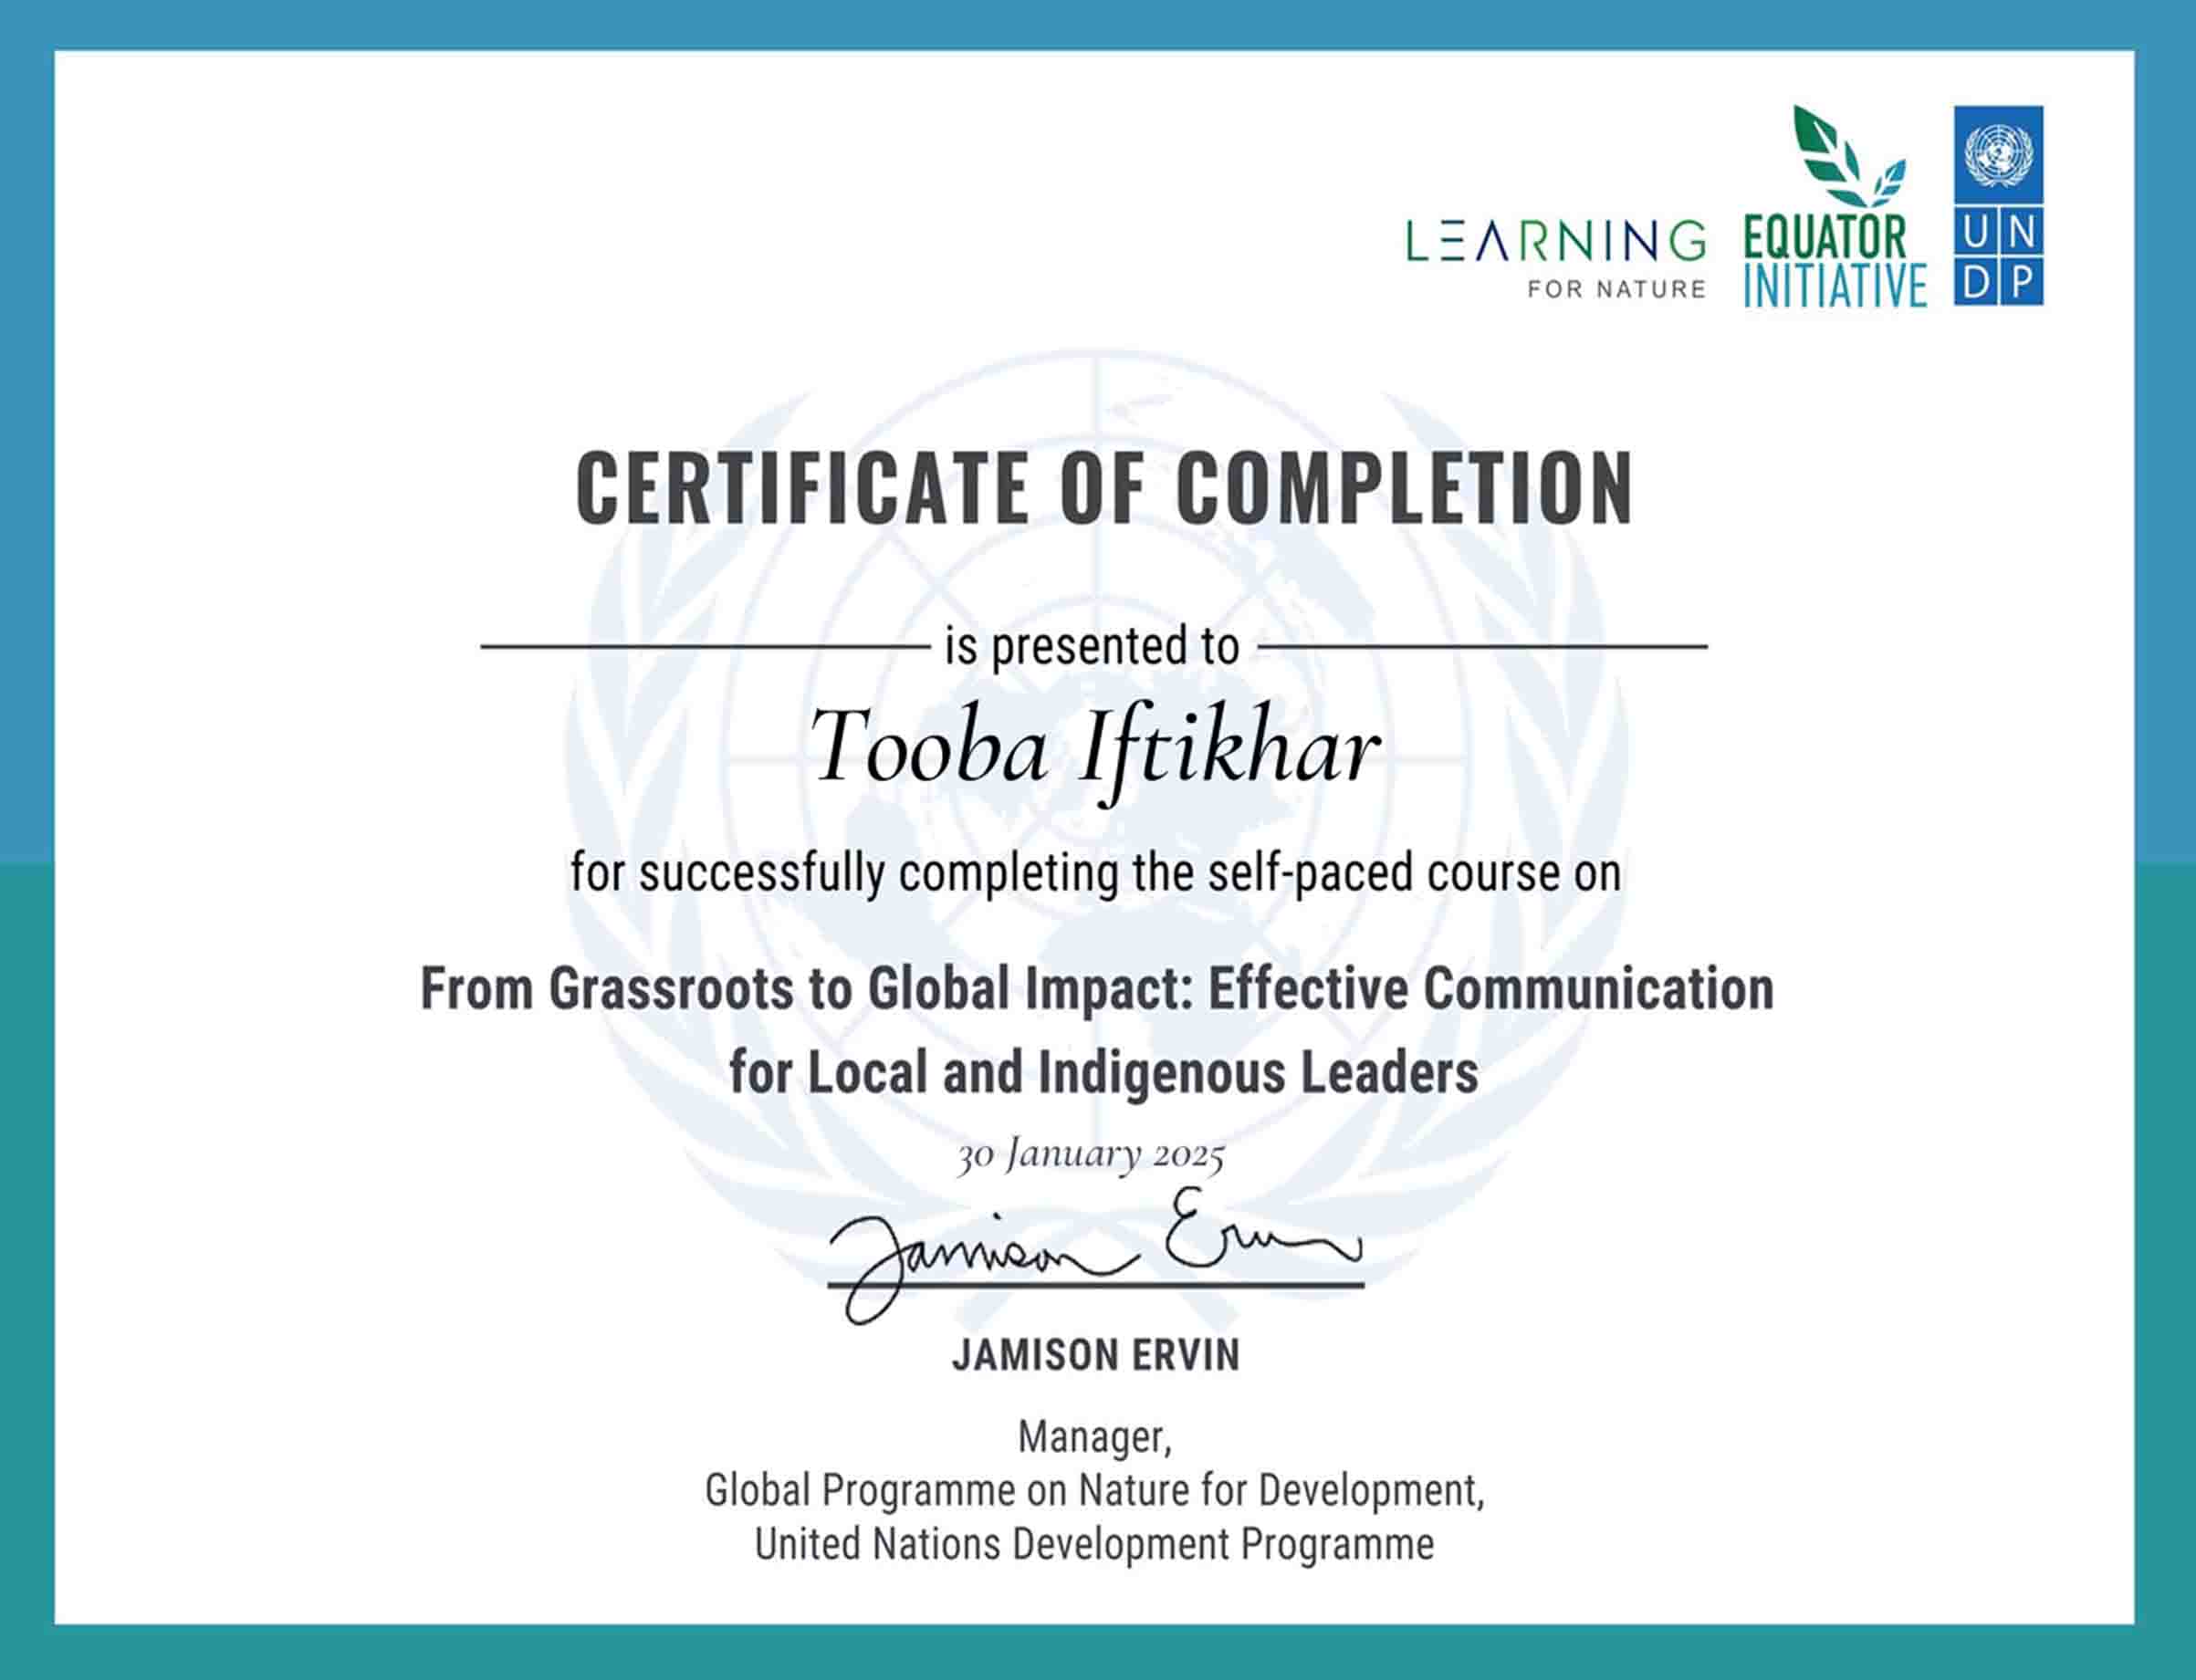 LEARNING
FOR NATURE
EQUATOR
INITIATIVE
UN
DP
CERTIFICATE OF COMPLETION
is presented to
Tooba Iftikhar
for successfully completing the self-paced course on
From Grassroots to Global Impact: Effective Communication
for Local and Indigenous Leaders
30 January 2025
Jamison Ervin
JAMISON ERVIN
Manager,
Global Programme on Nature for Development,
United Nations Development Programme